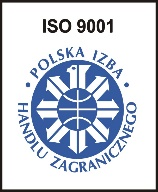 ISO 9001
• POLSKA IZBA •
HANDLU ZAGRANICZNEGO